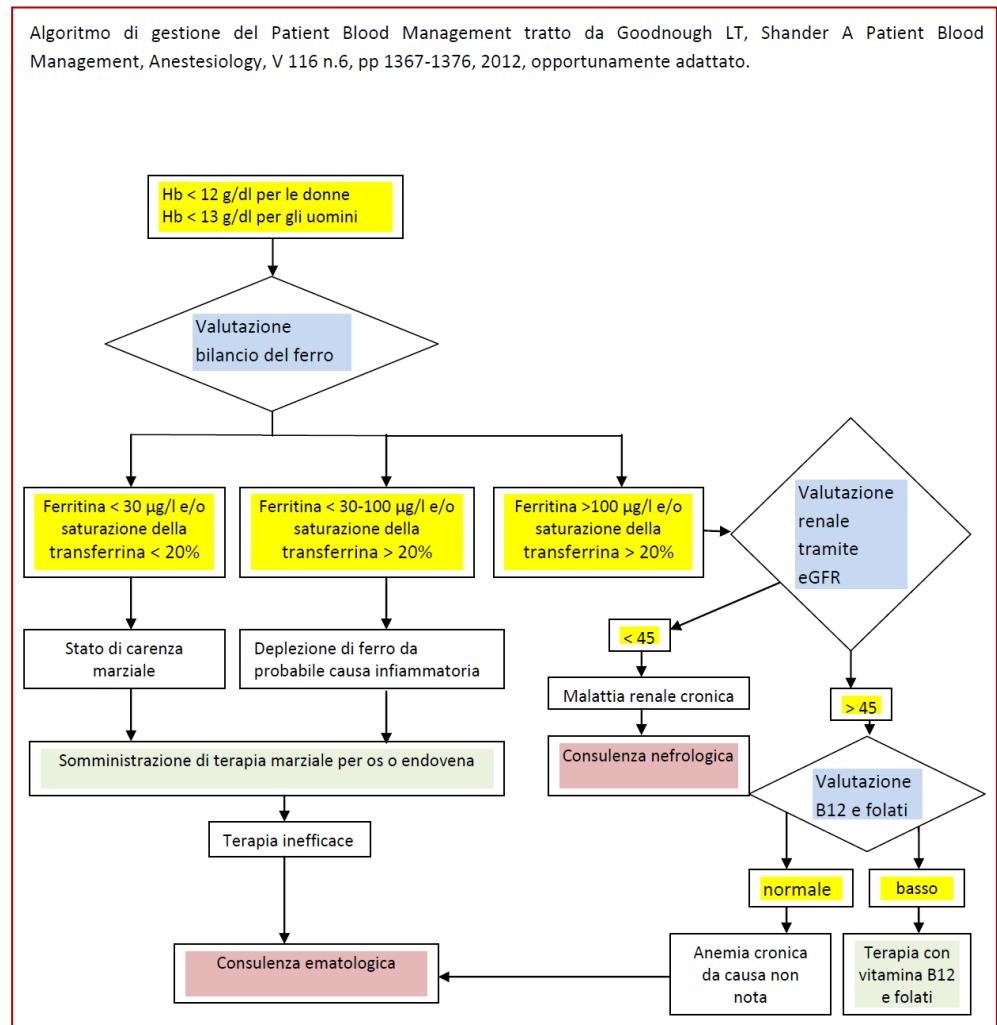 Algoritmo di gestione del Patient Blood Management tratto da Goodnough LT, Shander A Patient Blood
Management, Anestesiology, V 116 n.6, pp 1367-1376, 2012, opportunamente adattato.
Hb < 12 g/dl per le donne
Hb < 13 g/dl per gli uomini
Valutazione
bilancio del ferro
Ferritina < 30 µg/l e/o
saturazione della
transferrina < 20%
Ferritina < 30-100 µg/l e/o
saturazione della
transferrina > 20%
Ferritina >100 µg/l e/o
saturazione della
transferrina > 20%
Valutazione
renale
tramite
eGFR
Stato di carenza
marziale
Deplezione di ferro da
probabile causa infiammatoria
< 45
Malattia renale cronica
> 45
Somministrazione di terapia marziale per os o endovena
Consulenza nefrologica
Valutazione
B12 e folati
Terapia inefficace
normale
basso
Consulenza ematologica
Anemia cronica
da causa non
nota
Terapia con
vitamina B12
e folati